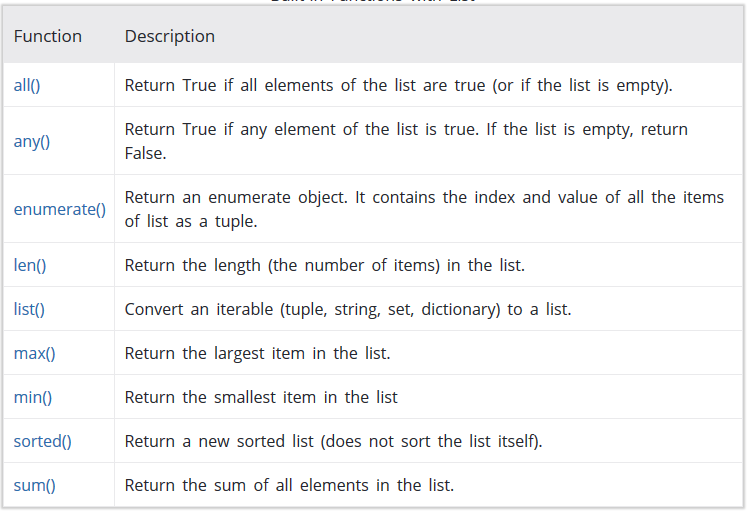 Built-in Functions with List
Function Description
all() Return True if all elements of the list are true (or if the list is empty).
any() Return True if any element of the list is true. If the list is empty, return
False.
enumerate() Return an enumerate object. It contains the index and value of all the items
of list as a tuple.
len() Return the length (the number of items) in the list.
list() Convert an iterable (tuple, string, set, dictionary) to a list.
max() Return the largest item in the list.
min() Return the smallest item in the list
sorted() Return a new sorted list (does not sort the list itself).
sum() Return the sum of all elements in the list.